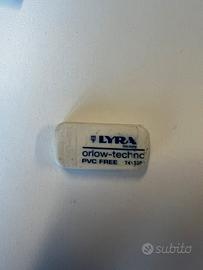 LYRA
orlow-techno
PVC FREE
subito